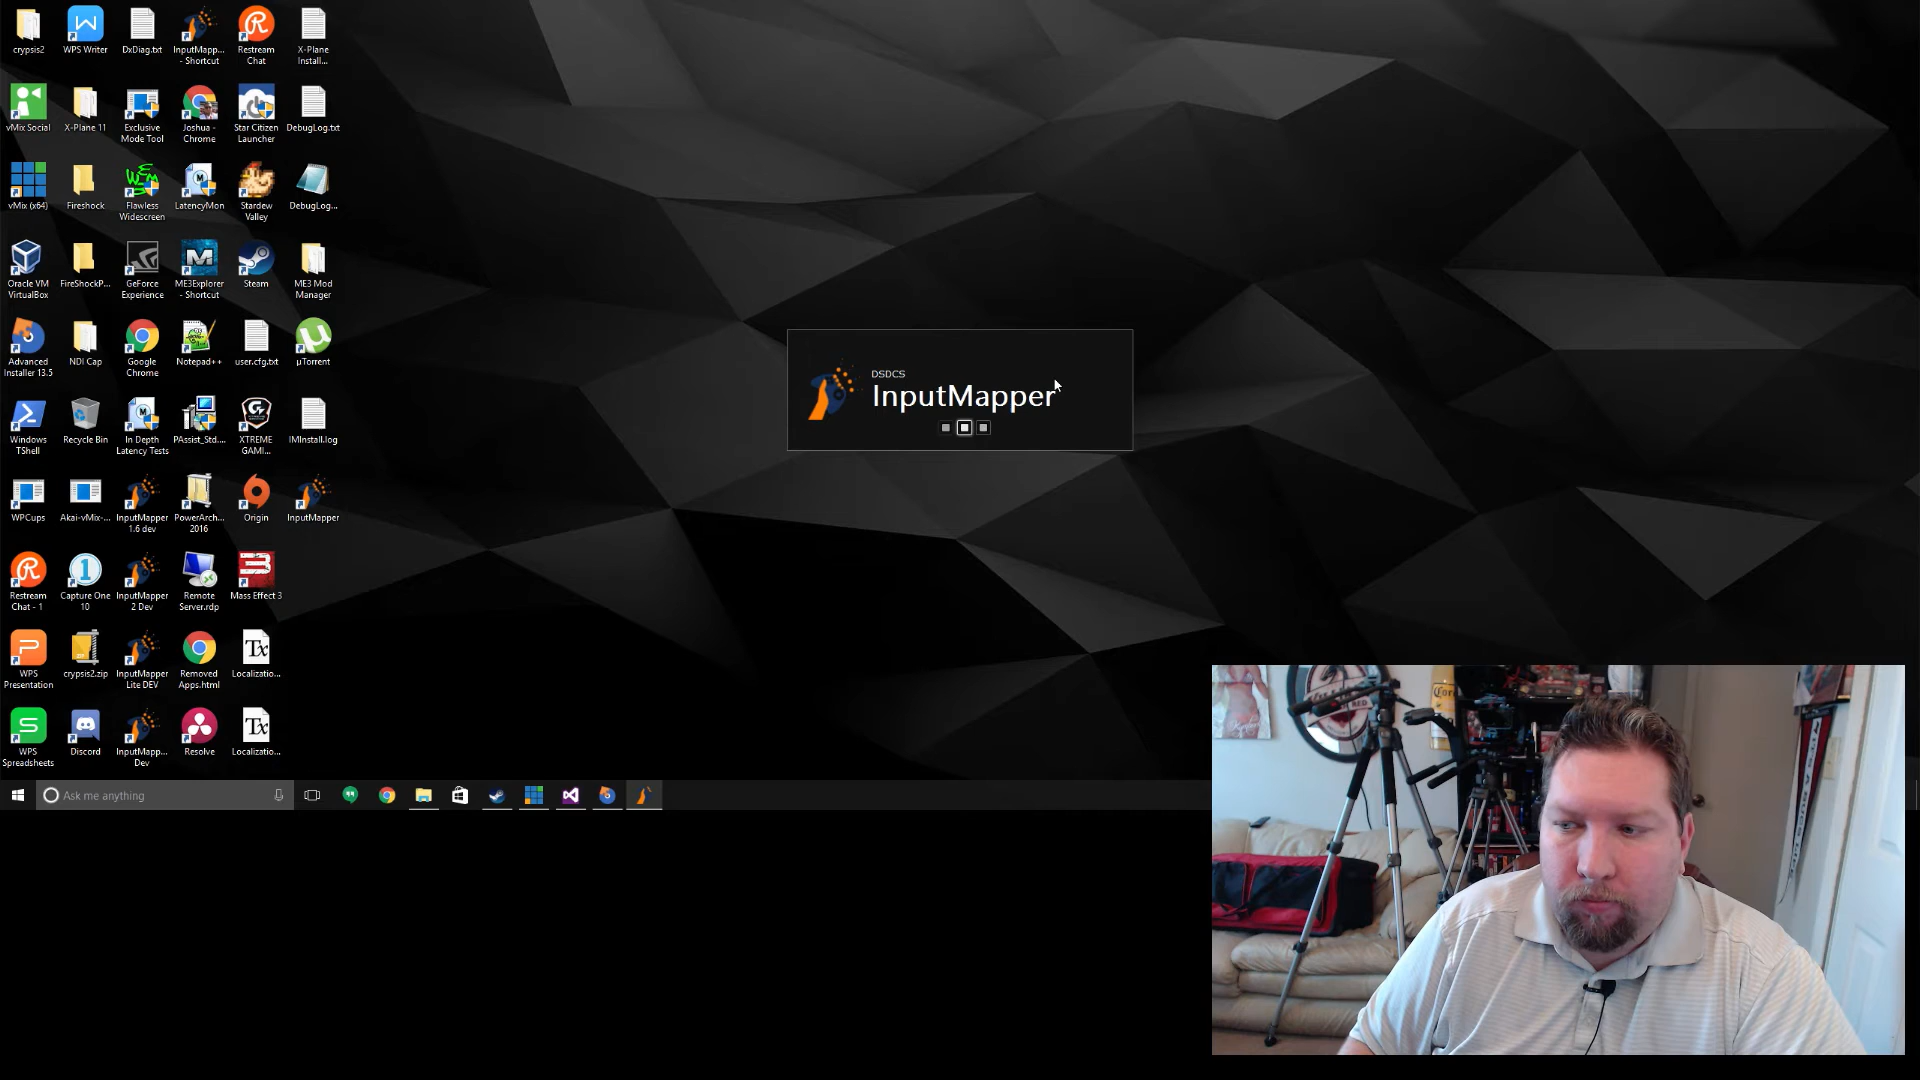 crypsis2
WPS Writer
DxDiag.txt
InputMapp...
- Shortcut
Restream
Chat
X-Plane
Install...
vMix Social
X-Plane 11
Exclusive
Mode Tool
Joshua -
Chrome
Star Citizen
Launcher
DebugLog.txt
vMix (x64)
Fireshock
Flawless
Widescreen
LatencyMon
Stardew
Valley
DebugLog...
Oracle VM
VirtualBox
FireShockP...
GeForce
Experience
ME3Explorer
- Shortcut
Steam
ME3 Mod
Manager
Advanced
Installer 13.5
NDI Cap
Google
Chrome
Notepad++
user.cfg.txt
µTorrent
Windows
TShell
Recycle Bin
In Depth
Latency Tests
PAssist_Std....
XTREME
GAMI...
IMInstall.log
WPCups
Akai-vMix-...
InputMapper
1.6 dev
PowerArch...
2016
Origin
InputMapper
Restream
Chat - 1
Capture One
10
InputMapper
2 Dev
Remote
Server.rdp
Mass Effect 3
WPS
Presentation
crypsis2.zip
InputMapper
Lite DEV
Removed
Apps.html
Localizatio...
WPS
Spreadsheets
Discord
InputMapp...
Dev
Resolve
Localizatio...
DSDCS
InputMapper
Ask me anything